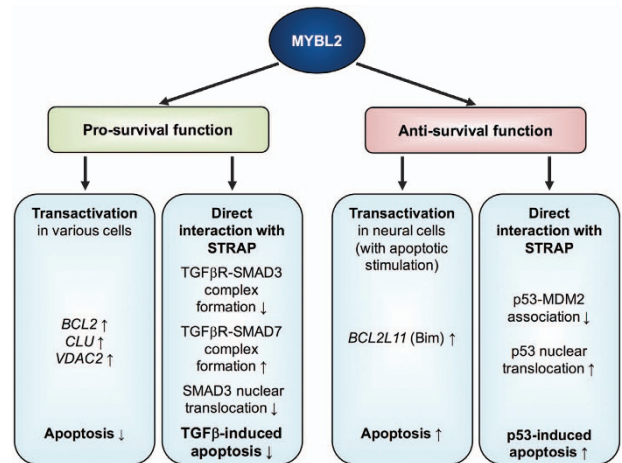 MYBL2
Pro-survival function
Anti-survival function
Transactivation
in various cells
BCL2 ↑
CLU ↑
VDAC2 ↑
Apoptosis ↓
Direct
interaction with
STRAP
TGFβR-SMAD3
complex
formation ↓
TGFβR-SMAD7
complex
formation ↑
SMAD3 nuclear
translocation ↓
TGFβ-induced
apoptosis ↓
Transactivation
in neural cells
(with apoptotic
stimulation)
BCL2L11 (Bim) ↑
Apoptosis ↑
Direct
interaction with
STRAP
p53-MDM2
association ↓
p53 nuclear
translocation ↑
p53-induced
apoptosis ↑